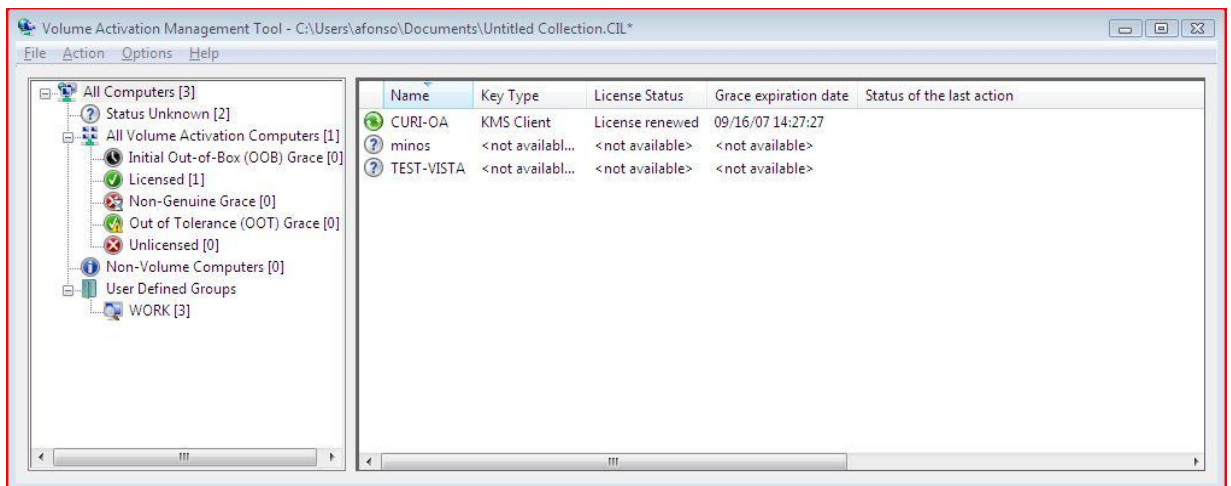 Volume Activation Management Tool - C:\Users\afonso\Documents\Untitled Collection.CIL*
File Action Options Help
All Computers [3]
Status Unknown [2]
All Volume Activation Computers [1]
Initial Out-of-Box (OOB) Grace [0]
Licensed [1]
Non-Genuine Grace [0]
Out of Tolerance (OOT) Grace [0]
Unlicensed [0]
Non-Volume Computers [0]
User Defined Groups
WORK [3]
Name Key Type License Status Grace expiration date Status of the last action
CURI-OA KMS Client License renewed 09/16/07 14:27:27
minos <not availabl... <not available> <not available>
TEST-VISTA <not availabl... <not available> <not available>